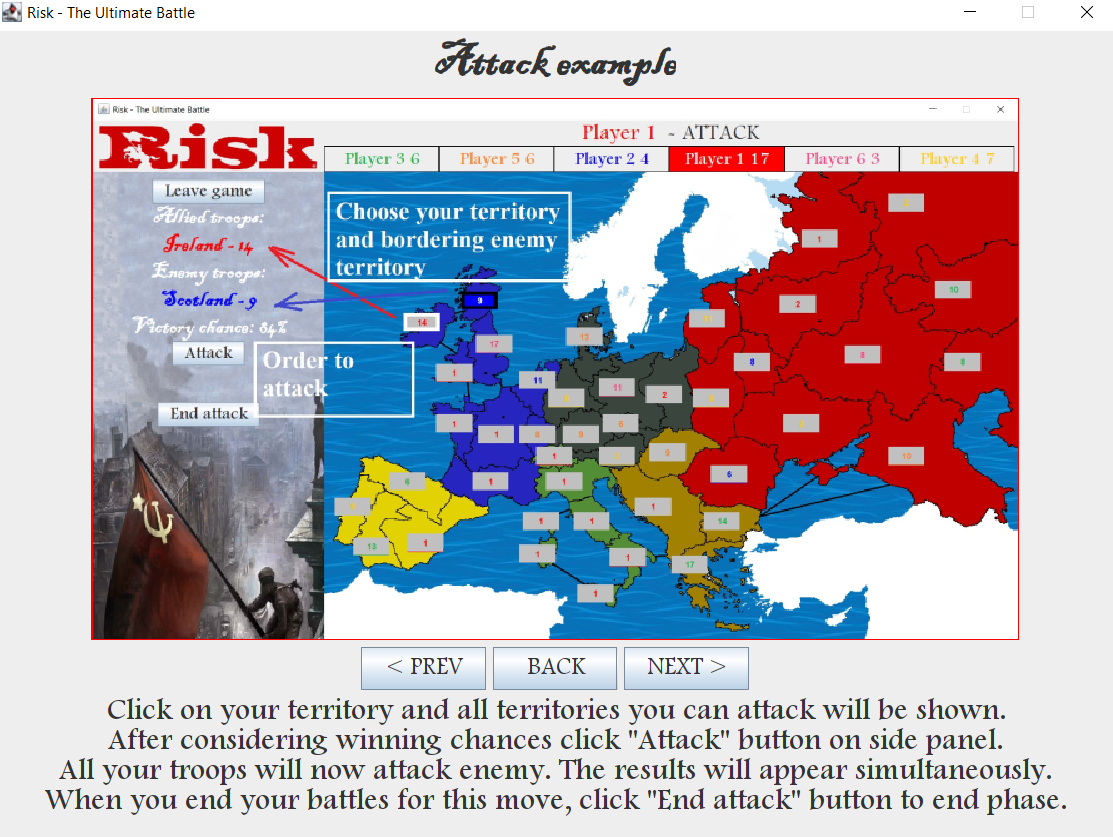 Risk - The Ultimate Battle
Attack example
Risk - The Ultimate Battle
Risk
Player 1 - ATTACK
Player 3 6 Player 5 6 Player 2 4 Player 1 17 Player 6 3 Player 4 7
Leave game
Allied troops:
Ireland - 14
Enemy troops:
Scotland - 9
Victory chance: 84%
Attack
End attack
Choose your territory
and bordering enemy
territory
Order to
attack
1
10
9
14
2
17
8
8
1
11
11
2
1
1
8
1
6
10
1
1
1
14
13
1
1
1
1
1
17
1
< PREV BACK NEXT >
Click on your territory and all territories you can attack will be shown.
After considering winning chances click "Attack" button on side panel.
All your troops will now attack enemy. The results will appear simultaneously.
When you end your battles for this move, click "End attack" button to end phase.